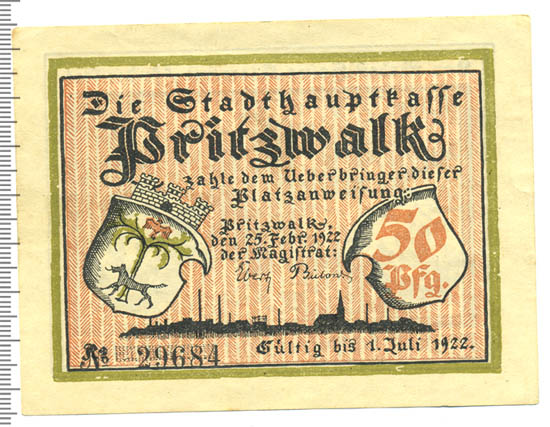 Die Stadthauptkasse
Pritzwalk
zahle dem Ueberbringer dieser
Platzanweisung:
Pritzwalk,
den 25. Febr. 1922
der Magistrat:
50
Pfg.
No 29684
Gültig bis 1. Juli 1922.